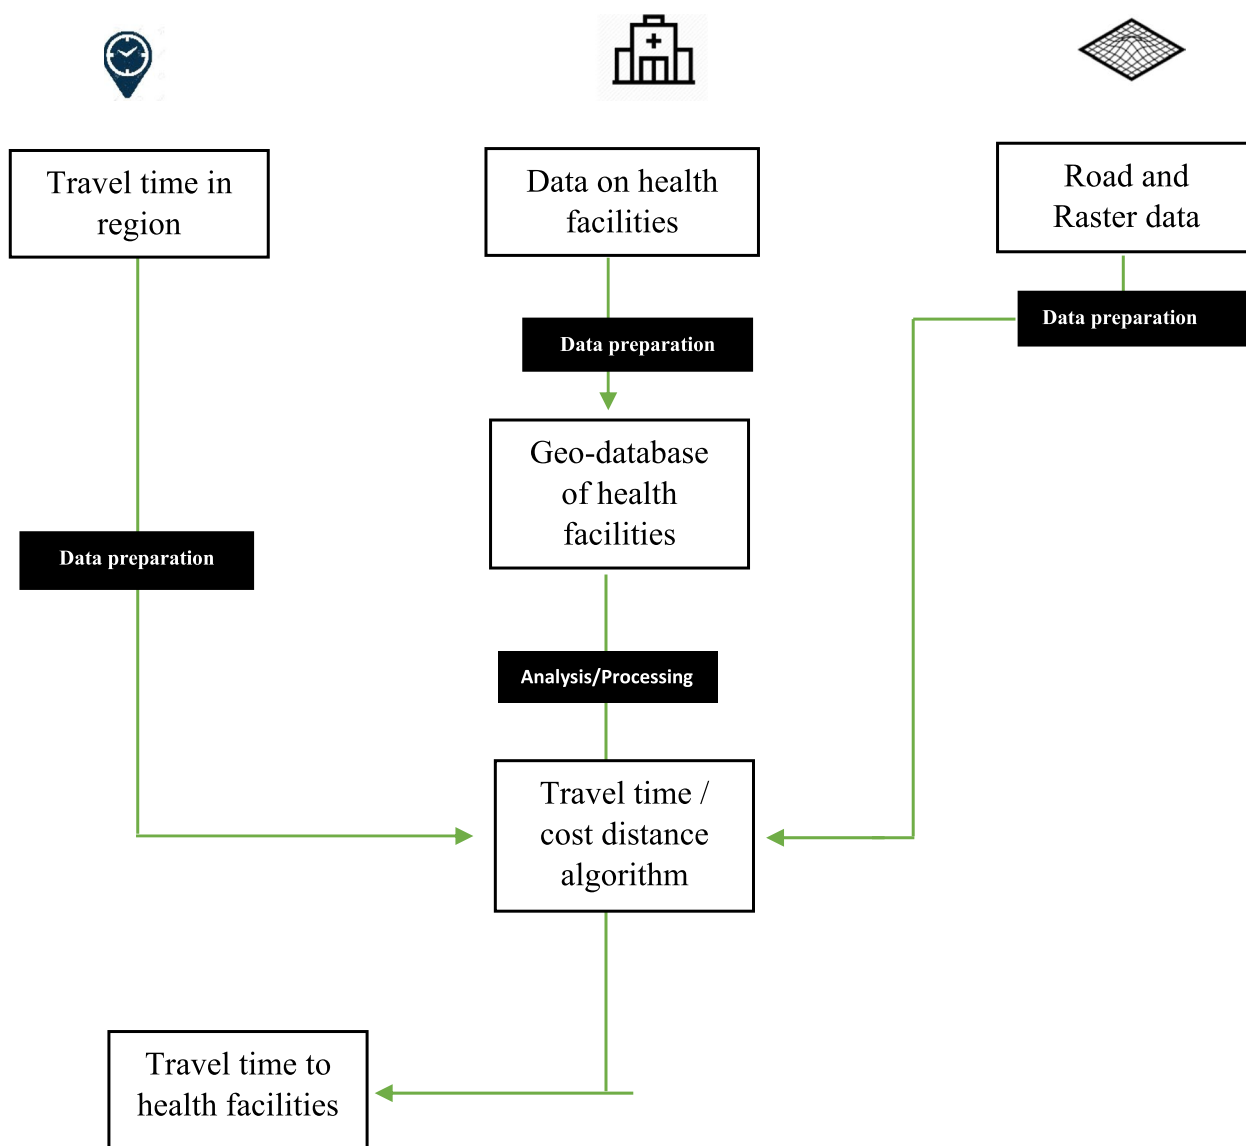 Travel time in
region
Data on health
facilities
Road and
Raster data
Data preparation
Data preparation
Geo-database
of health
facilities
Data preparation
Analysis/Processing
Travel time /
cost distance
algorithm
Travel time to
health facilities